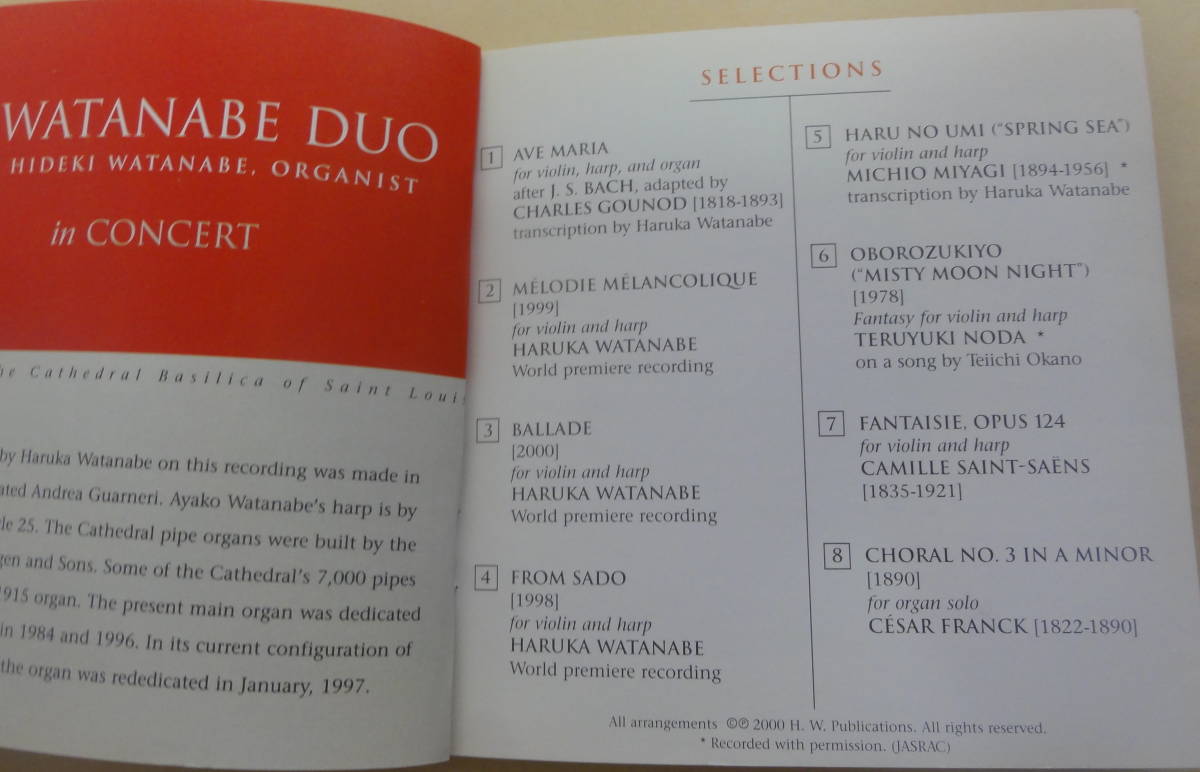 WATANABE DUO
HIDEKI WATANABE, ORGANIST
in CONCERT
Cathedral Basilica of Saint
by Haruka Watanabe on this recording was made in
Andrea Guarneri. Ayako Watanabe's harp is by
25. The Cathedral pipe organs were built by the
and Sons. Some of the Cathedral's 7,000 pipes
1915 organ. The present main organ was dedicated
in 1984 and 1996. In its current configuration of
the organ was rededicated in January, 1997.
SELECTIONS
1 AVE MARIA
for violin, harp, and organ
after J. S. BACH, adapted by
CHARLES GOUNOD [1818-1893]
transcription by Haruka Watanabe
2 MÉLODIE MÉLANCOLIQUE
[1999]
for violin and harp
HARUKA WATANABE
World premiere recording
3 BALLADE
[2000]
for violin and harp
HARUKA WATANABE
World premiere recording
4 FROM SADO
[1998]
for violin and harp
HARUKA WATANABE
World premiere recording
5 HARU NO UMI ("SPRING SEA")
for violin and harp
MICHIO MIYAGI [1894-1956] *
transcription by Haruka Watanabe
6 OBOROZUKIYO
("MISTY MOON NIGHT")
[1978]
Fantasy for violin and harp
TERUYUKI NODA *
on a song by Teiichi Okano
7 FANTAISIE, OPUS 124
for violin and harp
CAMILLE SAINT-SAËNS
[1835-1921]
8 CHORAL NO. 3 IN A MINOR
[1890]
for organ solo
CÉSAR FRANCK [1822-1890]
All arrangements ©℗ 2000 H. W. Publications. All rights reserved.
* Recorded with permission. (JASRAC)